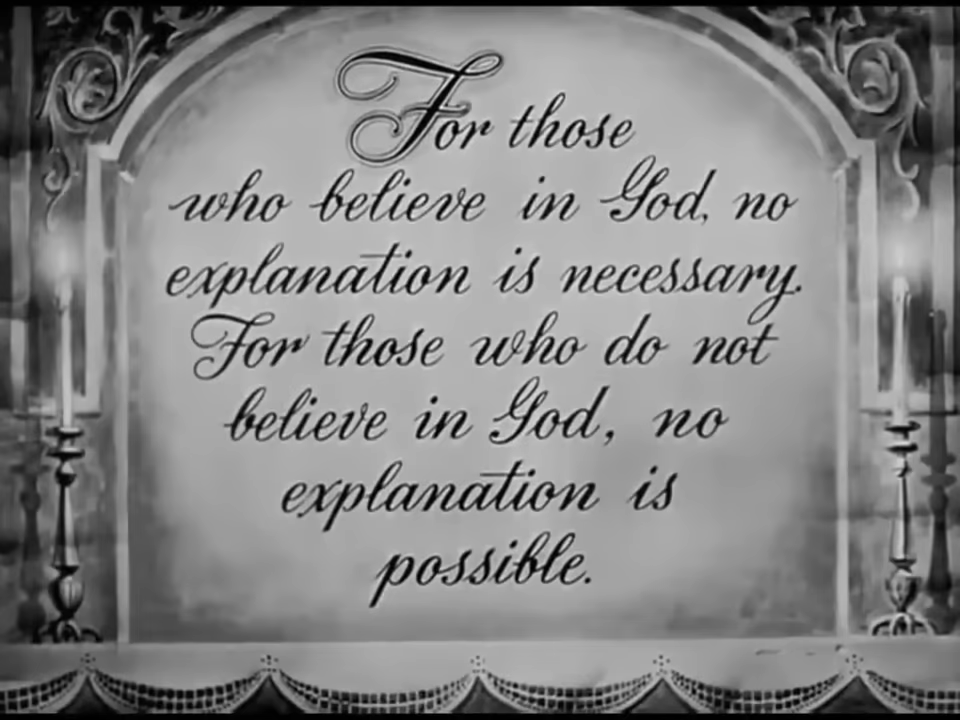 For those
who believe in God, no
explanation is necessary.
For those who do not
believe in God, no
explanation is
possible.